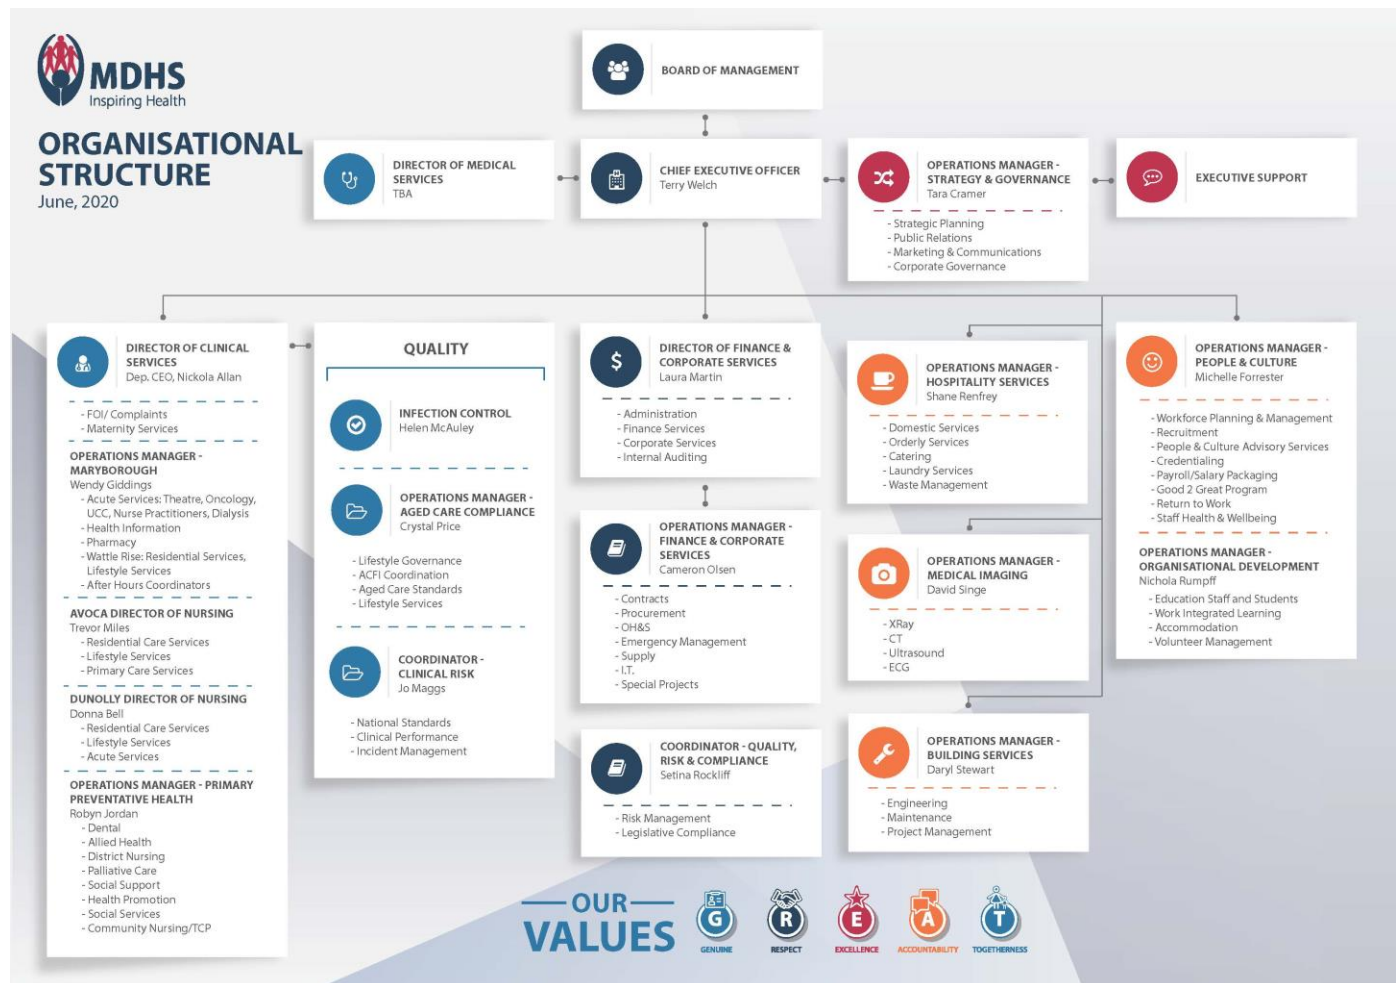 MDHS
Inspiring Health
ORGANISATIONAL
STRUCTURE
June, 2020
BOARD OF MANAGEMENT
DIRECTOR OF MEDICAL
SERVICES
TBA
CHIEF EXECUTIVE OFFICER
Terry Welch
OPERATIONS MANAGER -
STRATEGY & GOVERNANCE
Tara Cramer
- Strategic Planning
- Public Relations
- Marketing & Communications
- Corporate Governance
EXECUTIVE SUPPORT
DIRECTOR OF CLINICAL
SERVICES
Dep. CEO, Nickola Allan
- FOI/ Complaints
- Maternity Services
OPERATIONS MANAGER -
MARYBOROUGH
Wendy Giddings
- Acute Services: Theatre, Oncology,
UCC, Nurse Practitioners, Dialysis
- Health Information
- Pharmacy
- Wattle Rise: Residential Services,
Lifestyle Services
- After Hours Coordinators
AVOCA DIRECTOR OF NURSING
Trevor Miles
- Residential Care Services
- Lifestyle Services
- Primary Care Services
DUNOLLY DIRECTOR OF NURSING
Donna Bell
- Residential Care Services
- Lifestyle Services
- Acute Services
OPERATIONS MANAGER - PRIMARY
PREVENTATIVE HEALTH
Robyn Jordan
- Dental
- Allied Health
- District Nursing
- Palliative Care
- Social Support
- Health Promotion
- Social Services
- Community Nursing/TCP
QUALITY
INFECTION CONTROL
Helen McAuley
OPERATIONS MANAGER -
AGED CARE COMPLIANCE
Crystal Price
- Lifestyle Governance
- ACFI Coordination
- Aged Care Standards
- Lifestyle Services
COORDINATOR -
CLINICAL RISK
Jo Maggs
- National Standards
- Clinical Performance
- Incident Management
DIRECTOR OF FINANCE &
CORPORATE SERVICES
Laura Martin
- Administration
- Finance Services
- Corporate Services
- Internal Auditing
OPERATIONS MANAGER -
FINANCE & CORPORATE
SERVICES
Cameron Olsen
- Contracts
- Procurement
- OH&S
- Emergency Management
- Supply
- I.T.
- Special Projects
COORDINATOR - QUALITY,
RISK & COMPLIANCE
Setina Rockliff
- Risk Management
- Legislative Compliance
OPERATIONS MANAGER -
HOSPITALITY SERVICES
Shane Renfrey
- Domestic Services
- Orderly Services
- Catering
- Laundry Services
- Waste Management
OPERATIONS MANAGER -
MEDICAL IMAGING
David Singe
- XRay
- CT
- Ultrasound
- ECG
OPERATIONS MANAGER -
BUILDING SERVICES
Daryl Stewart
- Engineering
- Maintenance
- Project Management
OPERATIONS MANAGER -
PEOPLE & CULTURE
Michelle Forrester
- Workforce Planning & Management
- Recruitment
- People & Culture Advisory Services
- Credentialing
- Payroll/Salary Packaging
- Good 2 Great Program
- Return to Work
- Staff Health & Wellbeing
OPERATIONS MANAGER -
ORGANISATIONAL DEVELOPMENT
Nichola Rumpff
- Education Staff and Students
- Work Integrated Learning
- Accommodation
- Volunteer Management
OUR
VALUES
G R E A T
GENUINE RESPECT EXCELLENCE ACCOUNTABILITY TOGETHERNESS